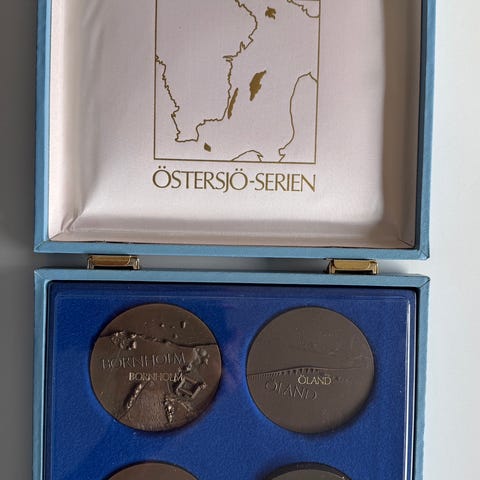 ÖSTERSJÖ-SERIEN
BORNHOLM
BORNHOLM
ÖLAND
ÖLAND